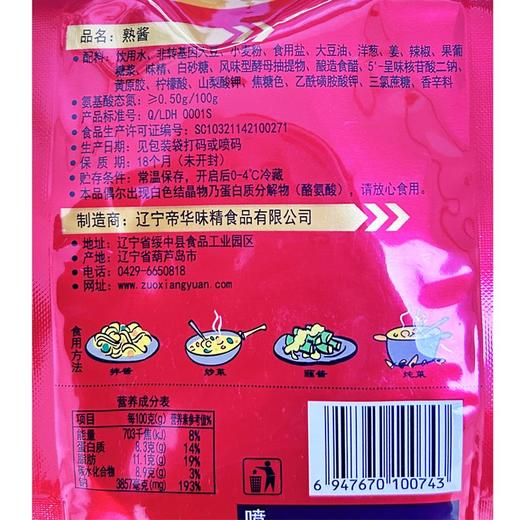 品名：熟酱
配料：饮用水、非转基因大豆、小麦粉、食用盐、大豆油、洋葱、姜、辣椒、果葡
糖浆、味精、白砂糖、风味型酵母抽提物、酿造食醋、5'-呈味核苷酸二钠、
黄原胶、柠檬酸、山梨酸钾、焦糖色、乙酰磺胺酸钾、三氯蔗糖、香辛料
氨基酸态氮：≥0.50g/100g
产品标准号：Q/LDH 0001S
食品生产许可证编号：SC10321142100271
生产日期：见包装袋打码或喷码
保质期：18个月（未开封）
贮存条件：常温保存，开启后0-4℃冷藏
本品偶尔出现白色结晶物乃蛋白质分解物（酪氨酸），请放心食用。
制造商：辽宁帝华味精食品有限公司
地址：辽宁省绥中县食品工业园区
产地：辽宁省葫芦岛市
电话：0429-6650818
网址：www.zuoxiangyuan.com
食用方法
拌酱 炒菜 蘸酱 炖菜
营养成分表
项目 每100克(g) 营养素参考值%
能量 703千焦(kJ) 8%
蛋白质 8.3克(g) 14%
脂肪 11.1克(g) 19%
碳水化合物 8.9克(g) 3%
钠 3857毫克(mg) 193%
6 947670 100743
喷